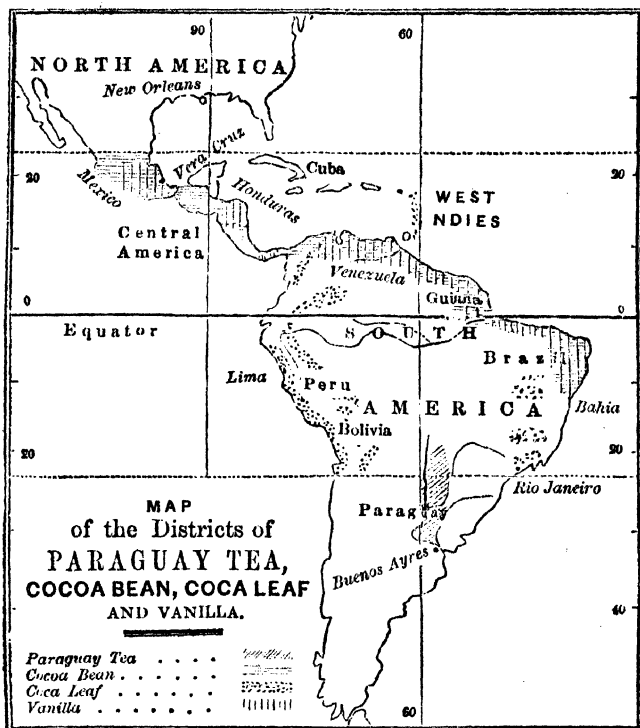 90
60
NORTH AMERICA
New Orleans
Vera Cruz
Cuba
20
20
Mexico
Honduras
WEST
NDIES
Central
America
Venezuela
Guiana
0
0
Equator
SOUTH
Brazil
Lima
Peru
AMERICA
Bahia
Bolivia
20
20
Rio Janeiro
Paraguay
Buenos Ayres
MAP
of the Districts of
PARAGUAY TEA,
COCOA BEAN, COCA LEAF
AND VANILLA.
40
Paraguay Tea . . . .
Cocoa Bean . . . . .
Coca Leaf . . . . . .
Vanilla . . . . . . .
60